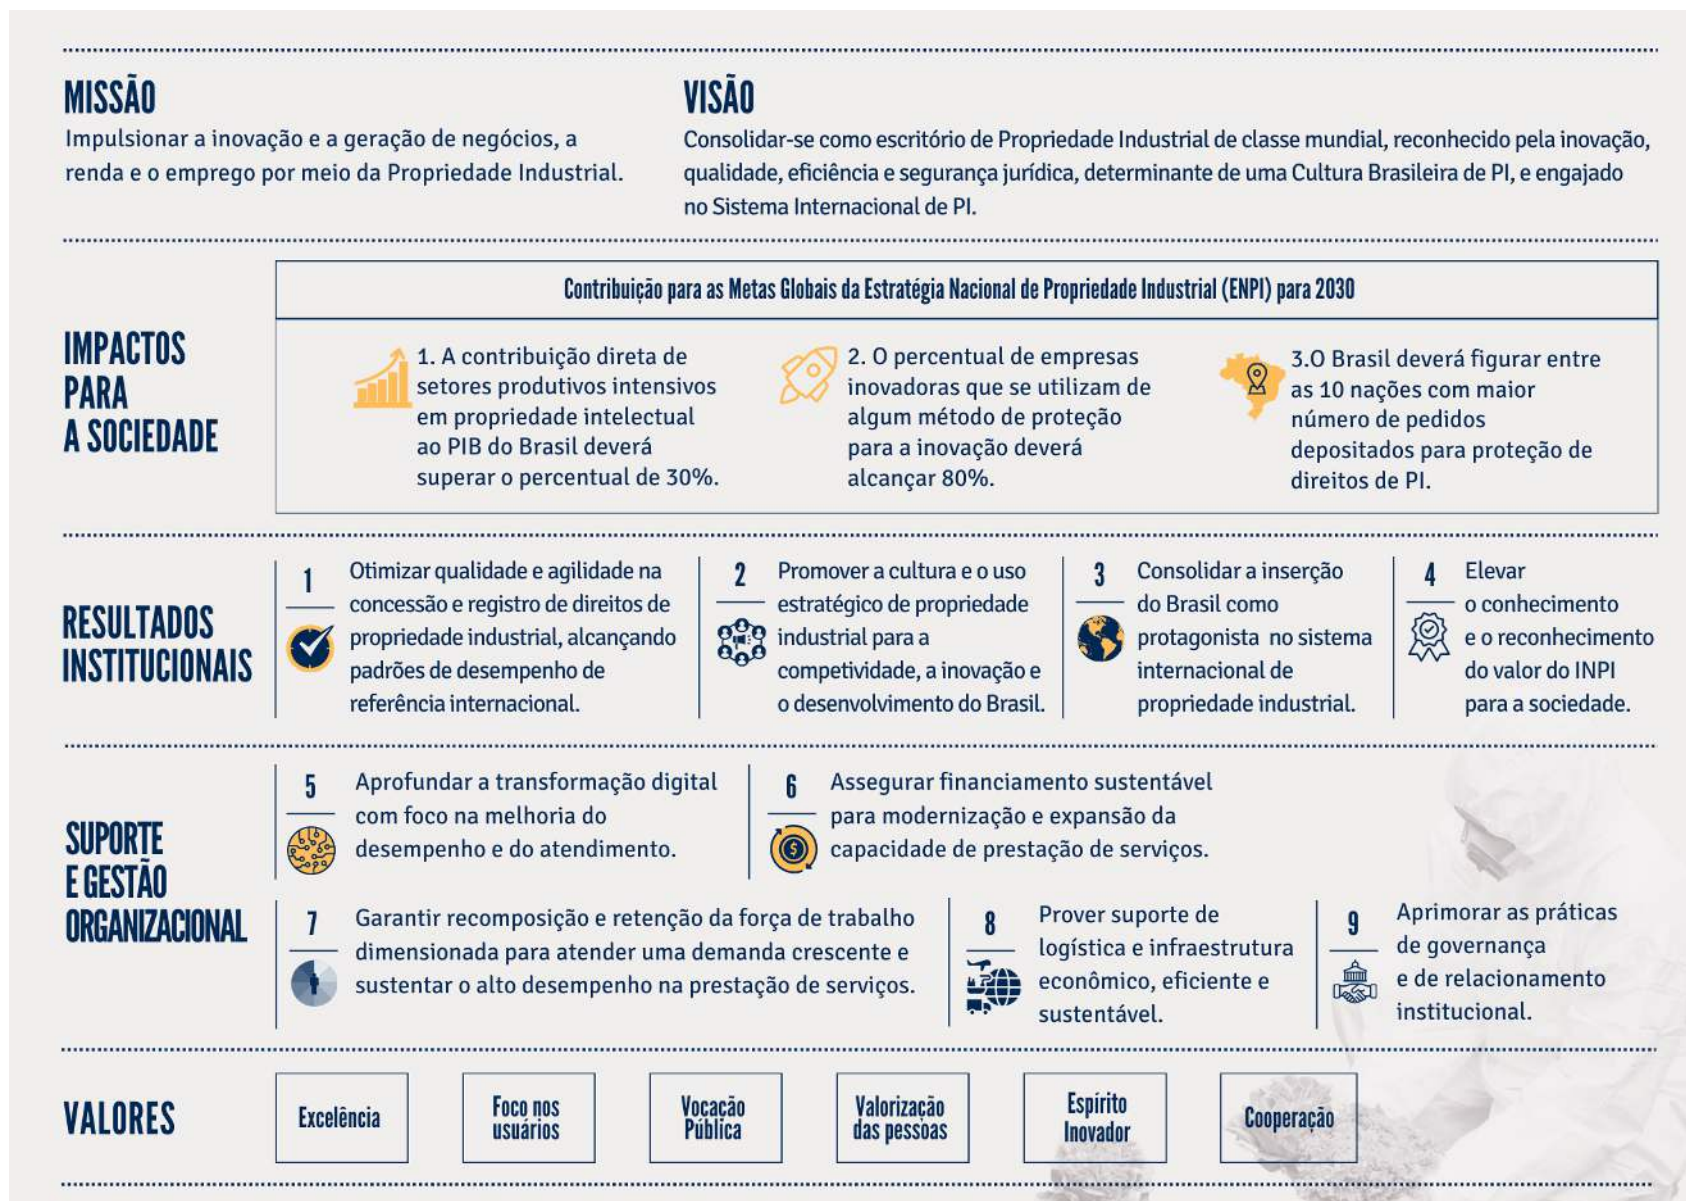 MISSÃO
Impulsionar a inovação e a geração de negócios, a
renda e o emprego por meio da Propriedade Industrial.
VISÃO
Consolidar-se como escritório de Propriedade Industrial de classe mundial, reconhecido pela inovação,
qualidade, eficiência e segurança jurídica, determinante de uma Cultura Brasileira de PI, e engajado
no Sistema Internacional de PI.
IMPACTOS
PARA
A SOCIEDADE
Contribuição para as Metas Globais da Estratégia Nacional de Propriedade Industrial (ENPI) para 2030
1. A contribuição direta de
setores produtivos intensivos
em propriedade intelectual
ao PIB do Brasil deverá
superar o percentual de 30%.
2. O percentual de empresas
inovadoras que se utilizam de
algum método de proteção
para a inovação deverá
alcançar 80%.
3.O Brasil deverá figurar entre
as 10 nações com maior
número de pedidos
depositados para proteção de
direitos de PI.
RESULTADOS
INSTITUCIONAIS
1
Otimizar qualidade e agilidade na
concessão e registro de direitos de
propriedade industrial, alcançando
padrões de desempenho de
referência internacional.
2
Promover a cultura e o uso
estratégico de propriedade
industrial para a
competividade, a inovação e
o desenvolvimento do Brasil.
3
Consolidar a inserção
do Brasil como
protagonista no sistema
internacional de
propriedade industrial.
4
Elevar
o conhecimento
e o reconhecimento
do valor do INPI
para a sociedade.
SUPORTE
E GESTÃO
ORGANIZACIONAL
5
Aprofundar a transformação digital
com foco na melhoria do
desempenho e do atendimento.
6
Assegurar financiamento sustentável
para modernização e expansão da
capacidade de prestação de serviços.
7
Garantir recomposição e retenção da força de trabalho
dimensionada para atender uma demanda crescente e
sustentar o alto desempenho na prestação de serviços.
8
Prover suporte de
logística e infraestrutura
econômico, eficiente e
sustentável.
9
Aprimorar as práticas
de governança
e de relacionamento
institucional.
VALORES
Excelência
Foco nos
usuários
Vocação
Pública
Valorização
das pessoas
Espírito
Inovador
Cooperação